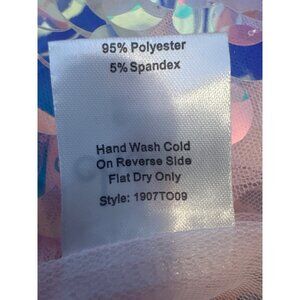 95% Polyester
5% Spandex
Hand Wash Cold
On Reverse Side
Flat Dry Only
Style: 1907TO09